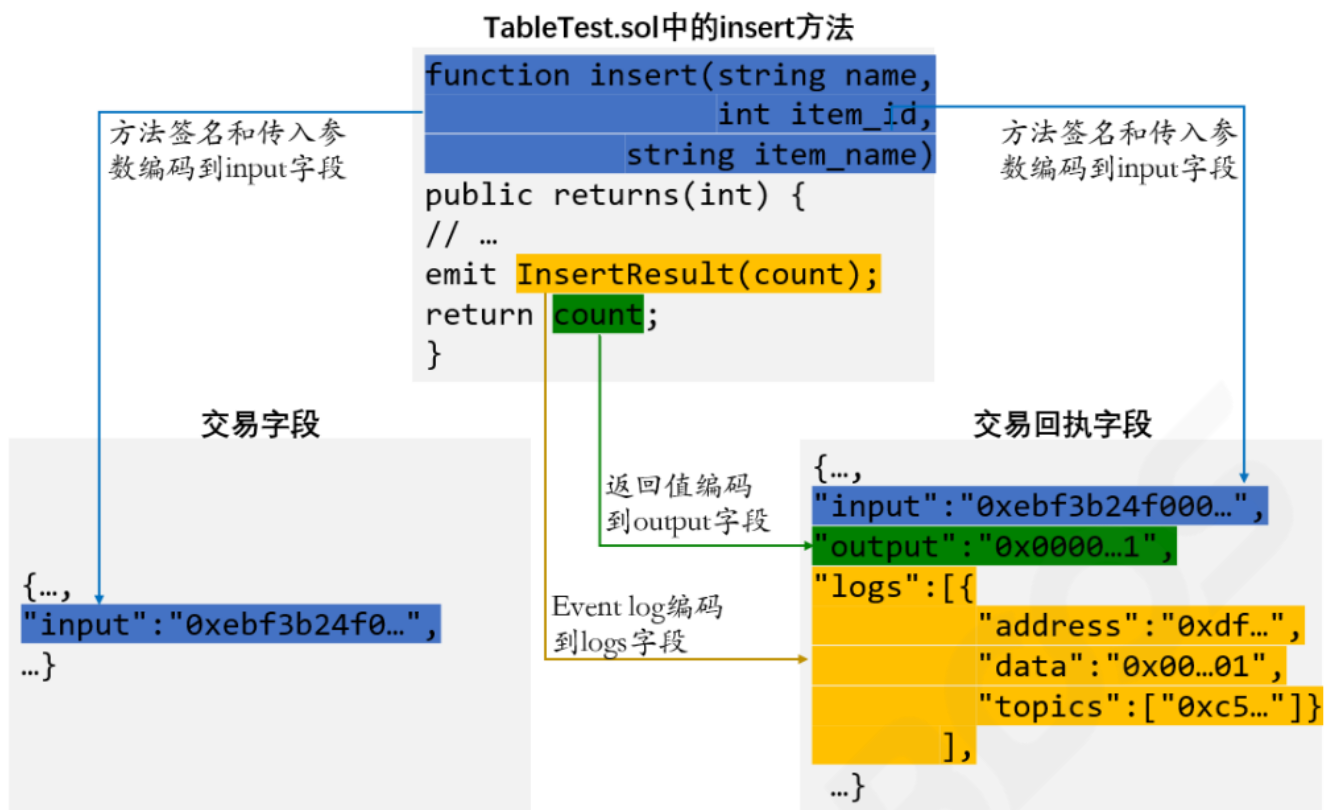 TableTest.sol中的insert方法
function insert(string name,
int item_id,
string item_name)
public returns(int) {
// …
emit InsertResult(count);
return count;
}
方法签名和传入参
数编码到input字段
方法签名和传入参
数编码到input字段
交易字段
{…,
"input":"0xebf3b24f0…",
…}
返回值编码
到output字段
Event log编码
到logs字段
交易回执字段
{…,
"input":"0xebf3b24f000…",
"output":"0x0000…1",
"logs":[{
"address":"0xdf…",
"data":"0x00…01",
"topics":["0xc5…"]}
],
…}